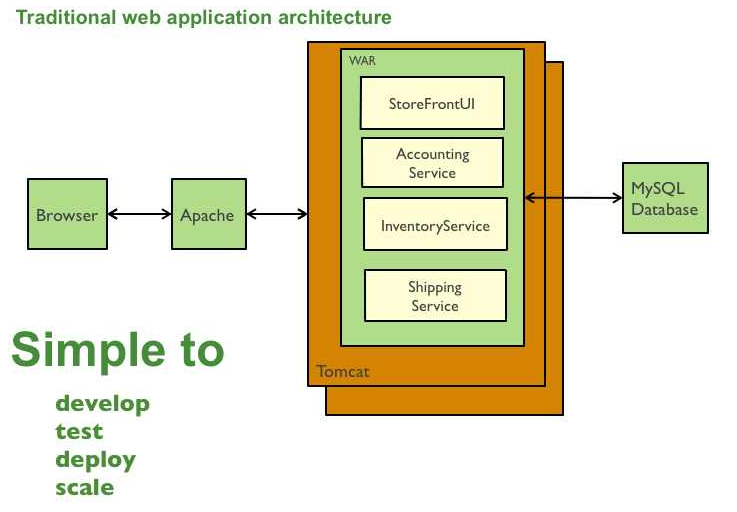 Traditional web application architecture
WAR
StoreFrontUI
Accounting
Service
InventoryService
Shipping
Service
Tomcat
Browser
Apache
MySQL
Database
Simple to
develop
test
deploy
scale